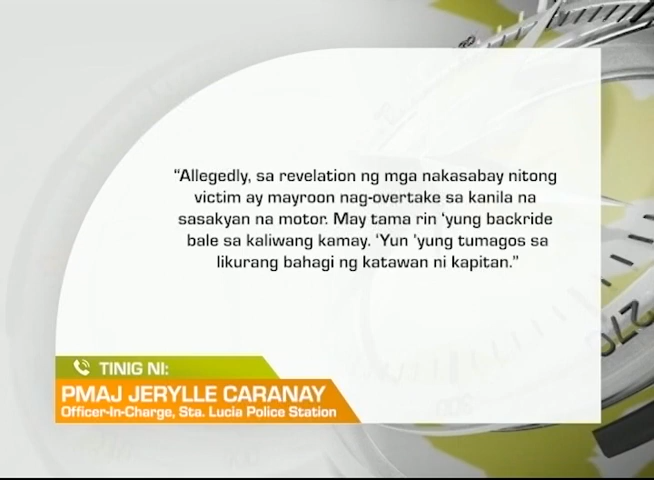 “Allegedly, sa revelation ng mga nakasabay nitong
victim ay mayroon nag-overtake sa kanila na
sasakyan na motor. May tama rin ‘yung backride
bale sa kaliwang kamay. ‘Yun ’yung tumagos sa
likurang bahagi ng katawan ni kapitan.”
TINIG NI:
PMAJ JERYLLE CARANAY
Officer-In-Charge, Sta. Lucia Police Station
270